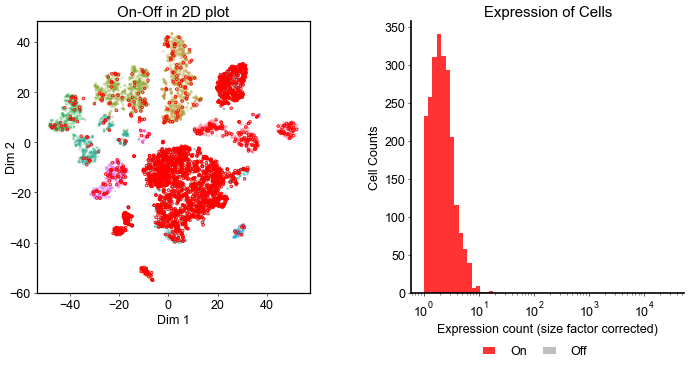 On-Off in 2D plot
40
20
0
−20
−40
−60
Dim 2
−40 −20 0 20 40
Dim 1
Expression of Cells
350
300
250
200
150
100
50
0
Cell Counts
10^0 10^1 10^2 10^3 10^4
Expression count (size factor corrected)
On Off